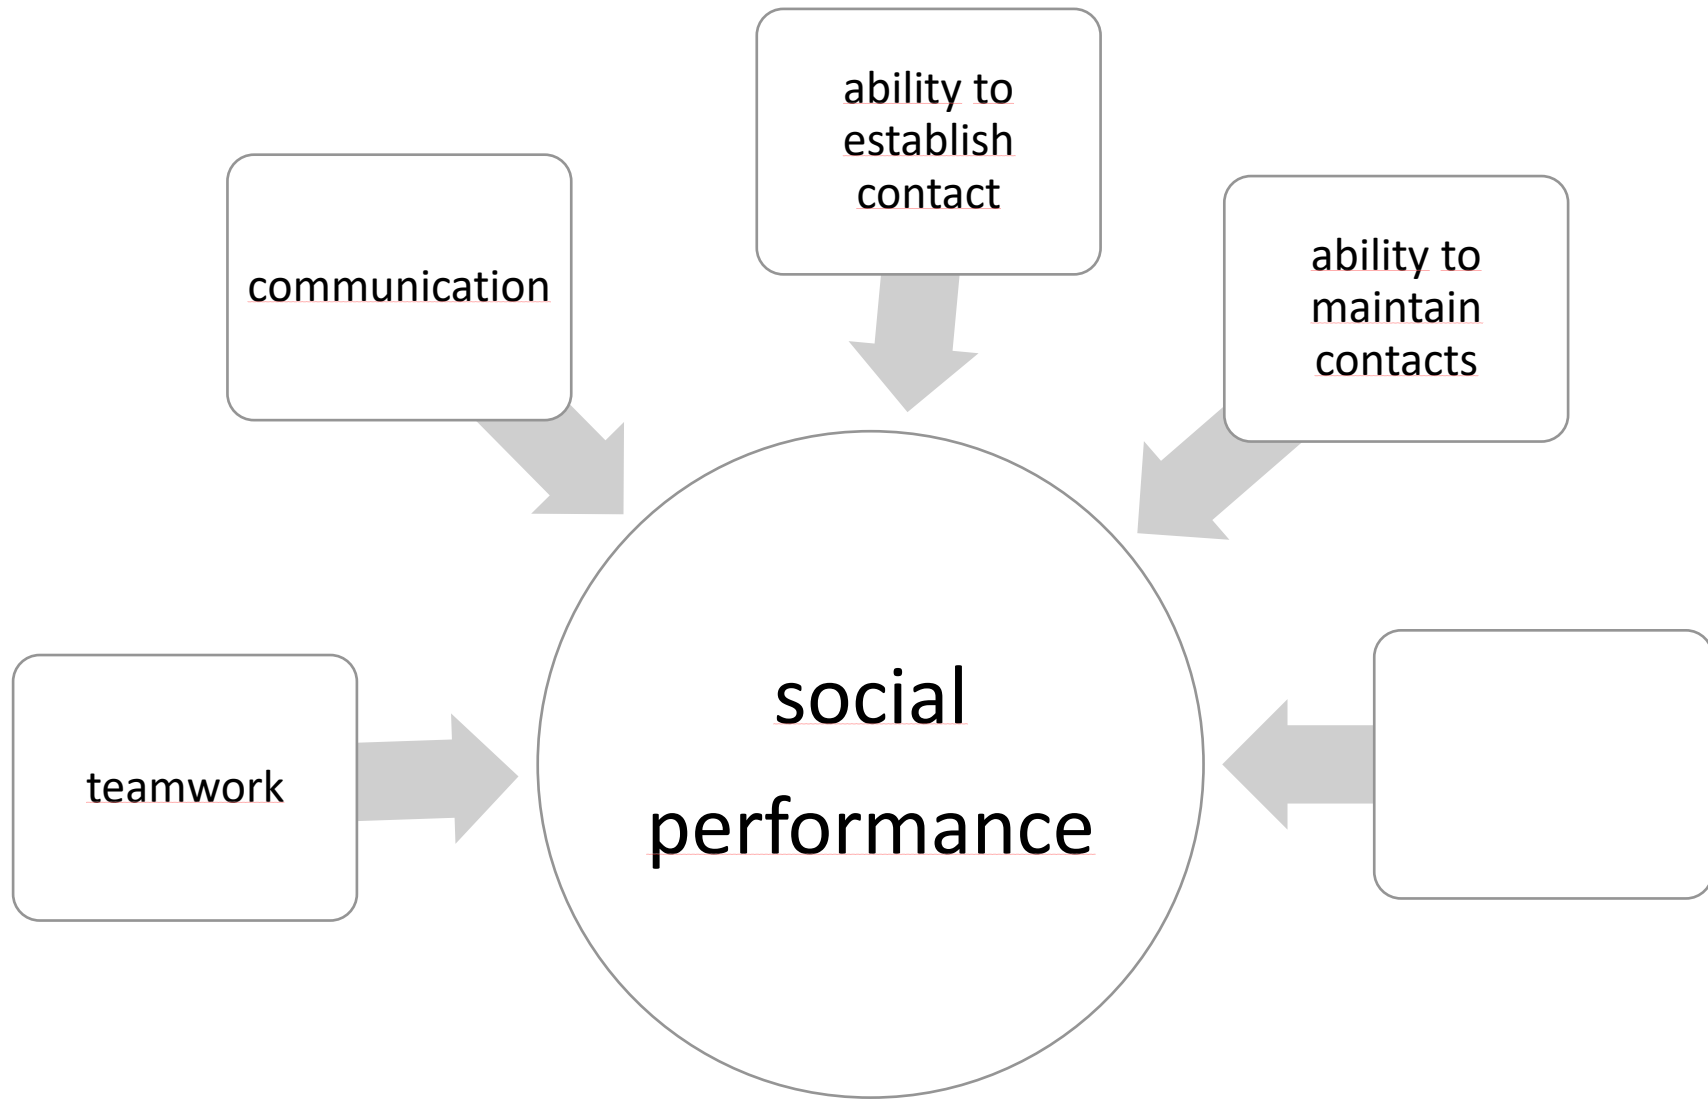 ability to
establish
contact
communication
ability to
maintain
contacts
teamwork
social
performance